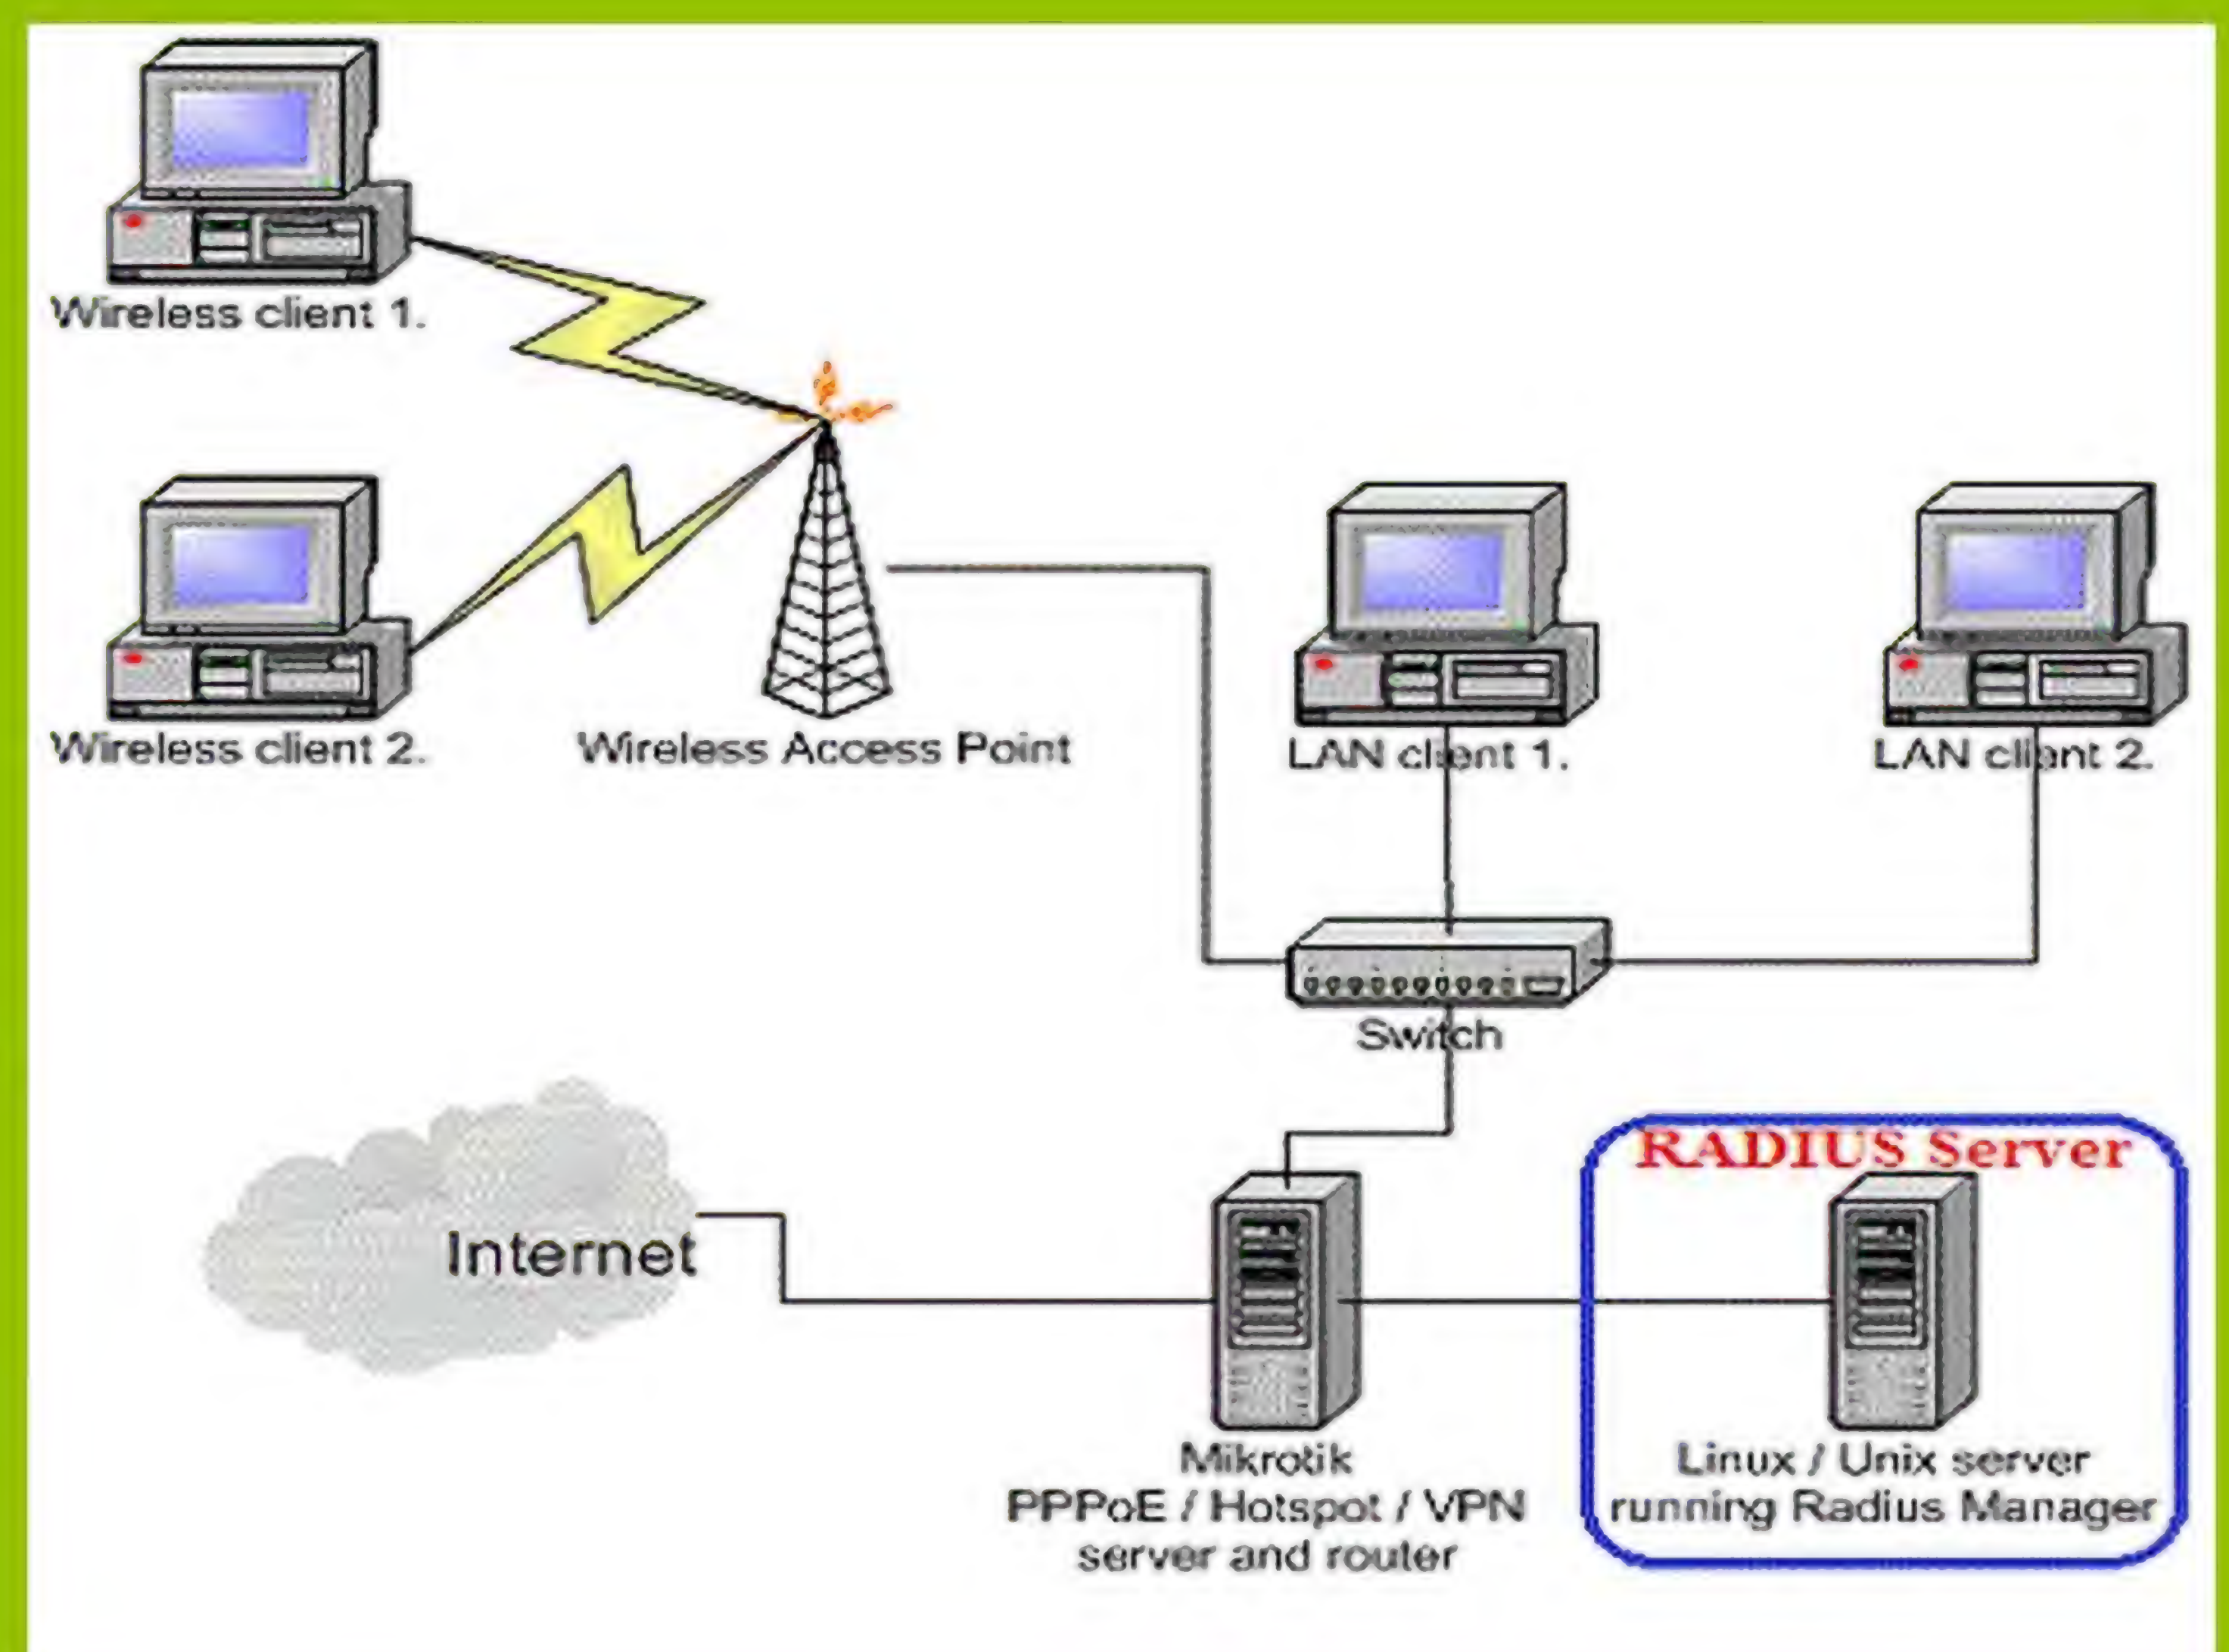 Wireless client 1.
Wireless client 2.
Wireless Access Point
LAN client 1.
LAN client 2.
Switch
Internet
RADIUS Server
Mikrotik
PPPoE / Hotspot / VPN
server and router
Linux / Unix server
running Radius Manager